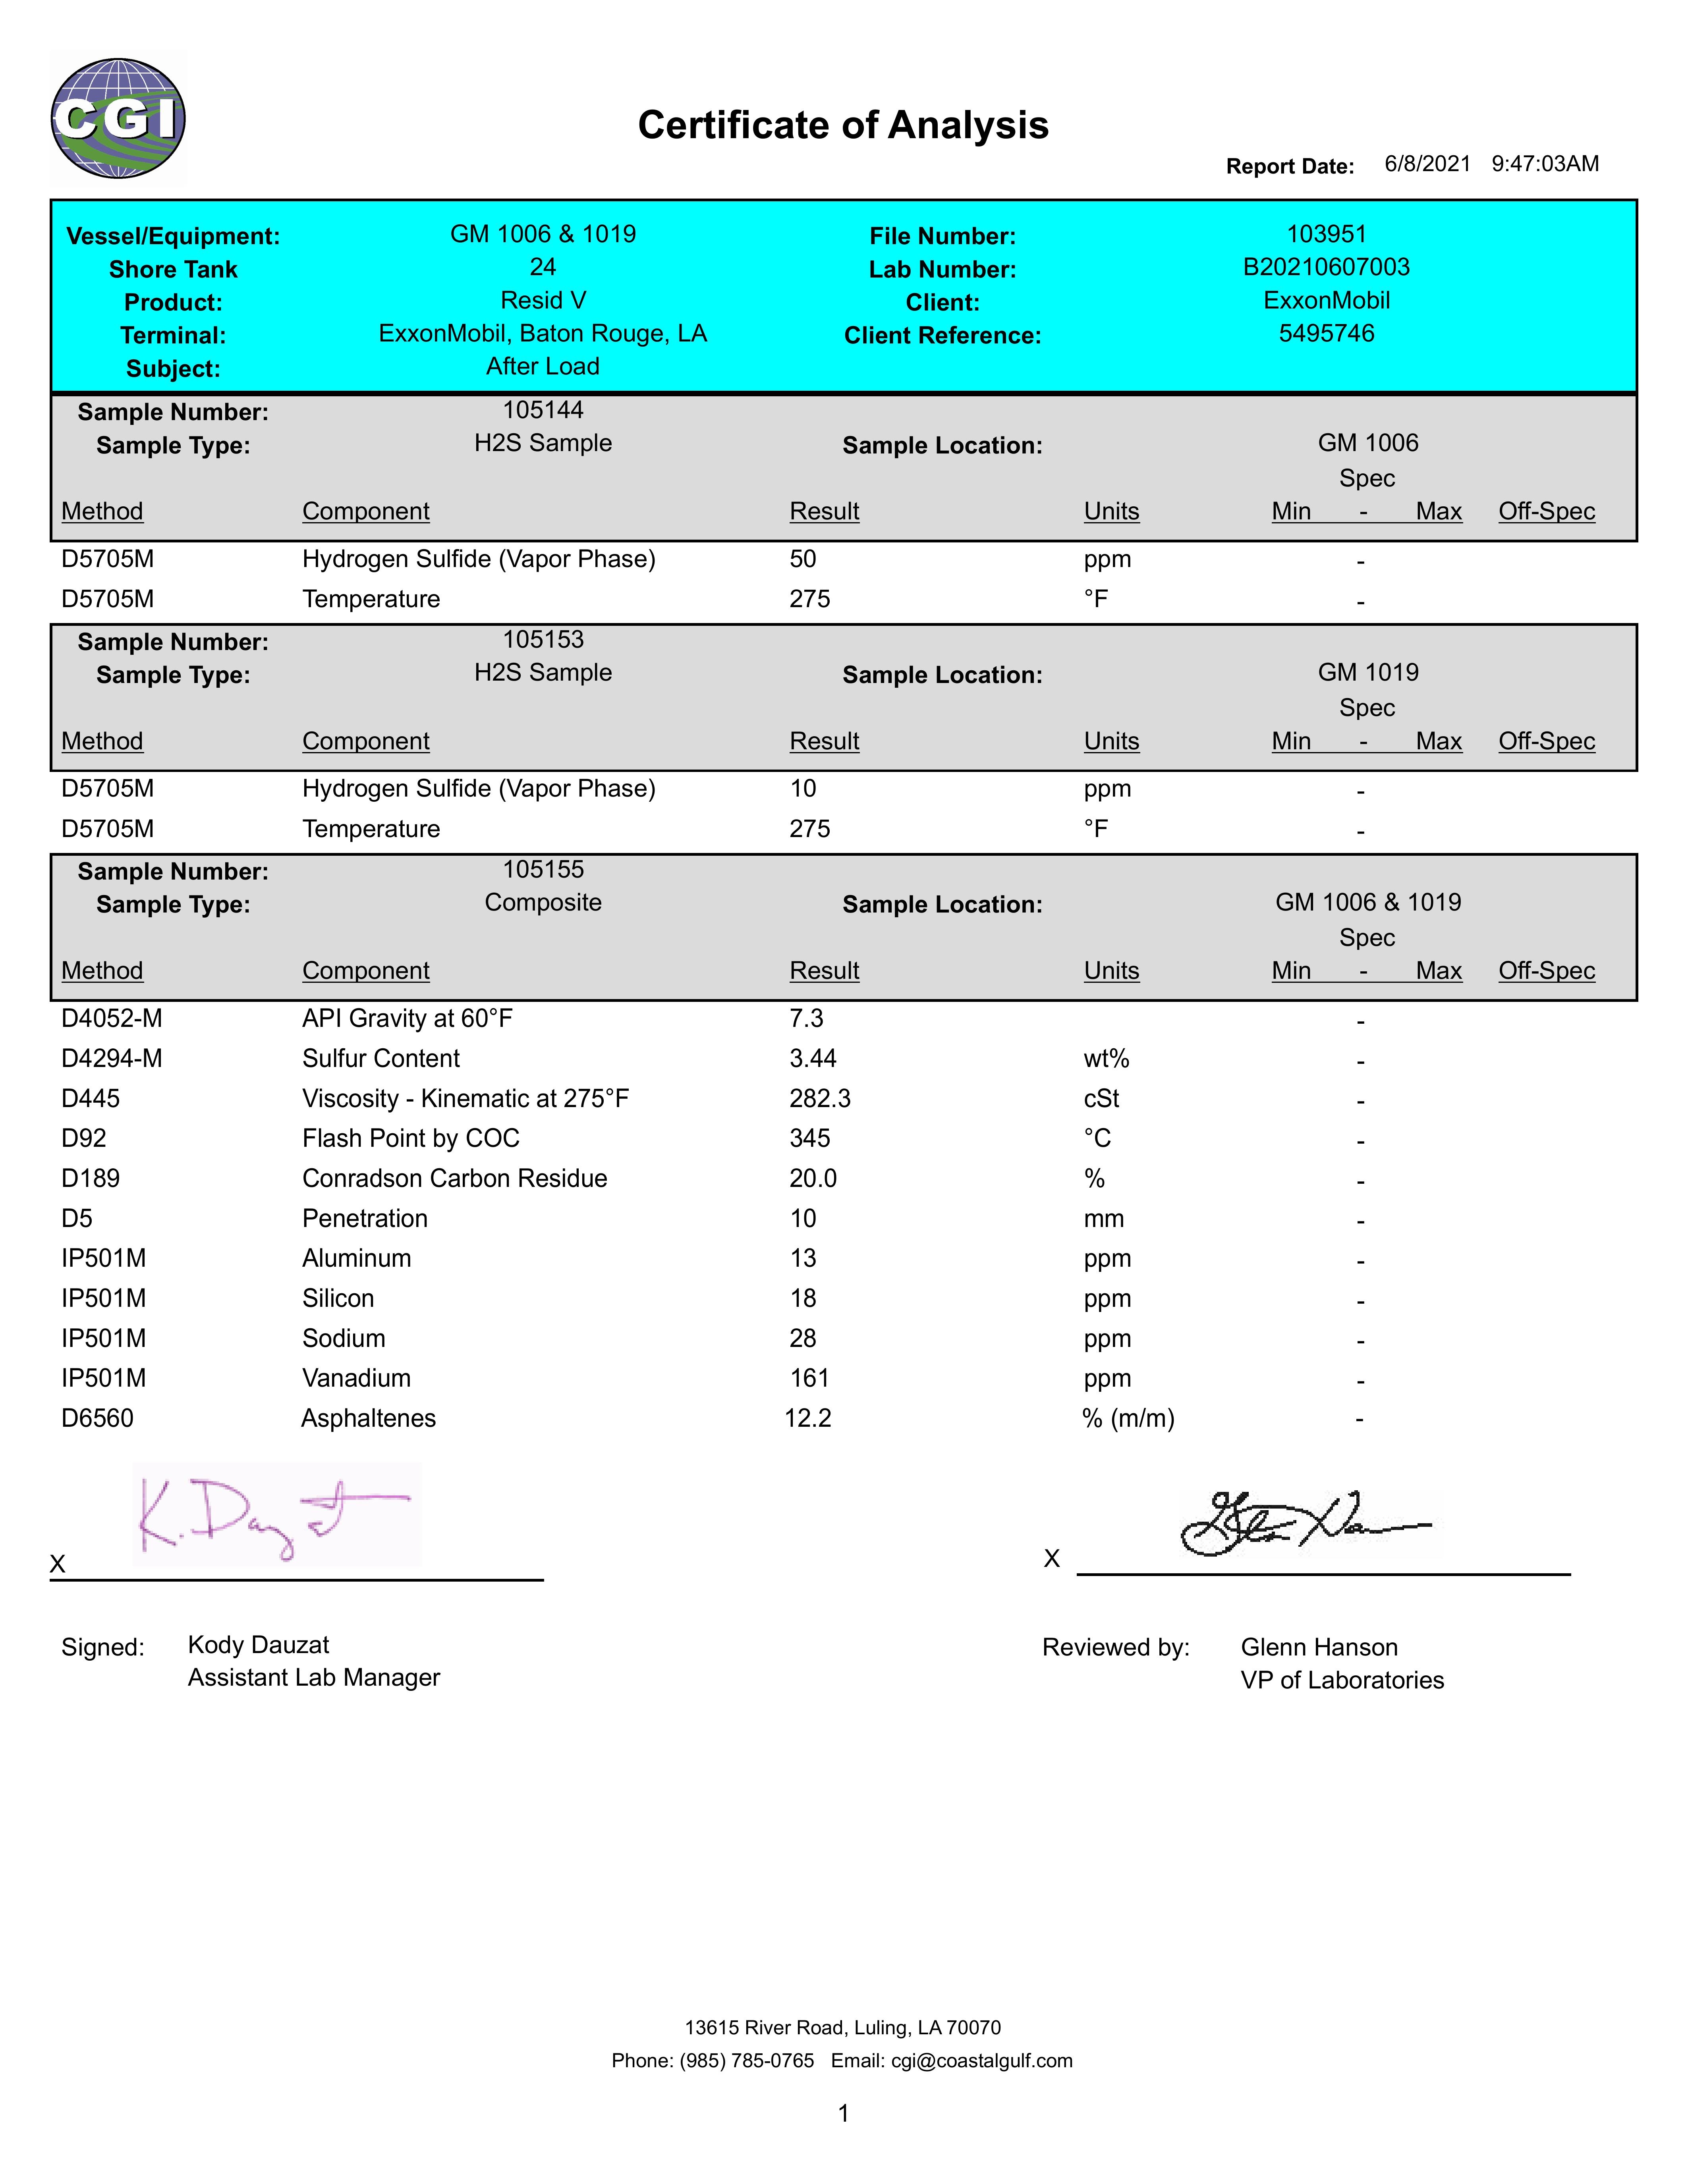 CGI
Certificate of Analysis
Report Date: 6/8/2021 9:47:03AM
Vessel/Equipment: GM 1006 & 1019 File Number: 103951
Shore Tank 24 Lab Number: B20210607003
Product: Resid V Client: ExxonMobil
Terminal: ExxonMobil, Baton Rouge, LA Client Reference: 5495746
Subject: After Load
Sample Number: 105144
Sample Type: H2S Sample Sample Location: GM 1006
Spec
Method Component Result Units Min - Max Off-Spec
D5705M Hydrogen Sulfide (Vapor Phase) 50 ppm -
D5705M Temperature 275 °F -
Sample Number: 105153
Sample Type: H2S Sample Sample Location: GM 1019
Spec
Method Component Result Units Min - Max Off-Spec
D5705M Hydrogen Sulfide (Vapor Phase) 10 ppm -
D5705M Temperature 275 °F -
Sample Number: 105155
Sample Type: Composite Sample Location: GM 1006 & 1019
Spec
Method Component Result Units Min - Max Off-Spec
D4052-M API Gravity at 60°F 7.3 -
D4294-M Sulfur Content 3.44 wt% -
D445 Viscosity - Kinematic at 275°F 282.3 cSt -
D92 Flash Point by COC 345 °C -
D189 Conradson Carbon Residue 20.0 % -
D5 Penetration 10 mm -
IP501M Aluminum 13 ppm -
IP501M Silicon 18 ppm -
IP501M Sodium 28 ppm -
IP501M Vanadium 161 ppm -
D6560 Asphaltenes 12.2 % (m/m) -
X X
Signed: Kody Dauzat Reviewed by: Glenn Hanson
Assistant Lab Manager VP of Laboratories
13615 River Road, Luling, LA 70070
Phone: (985) 785-0765 Email: cgi@coastalgulf.com
1